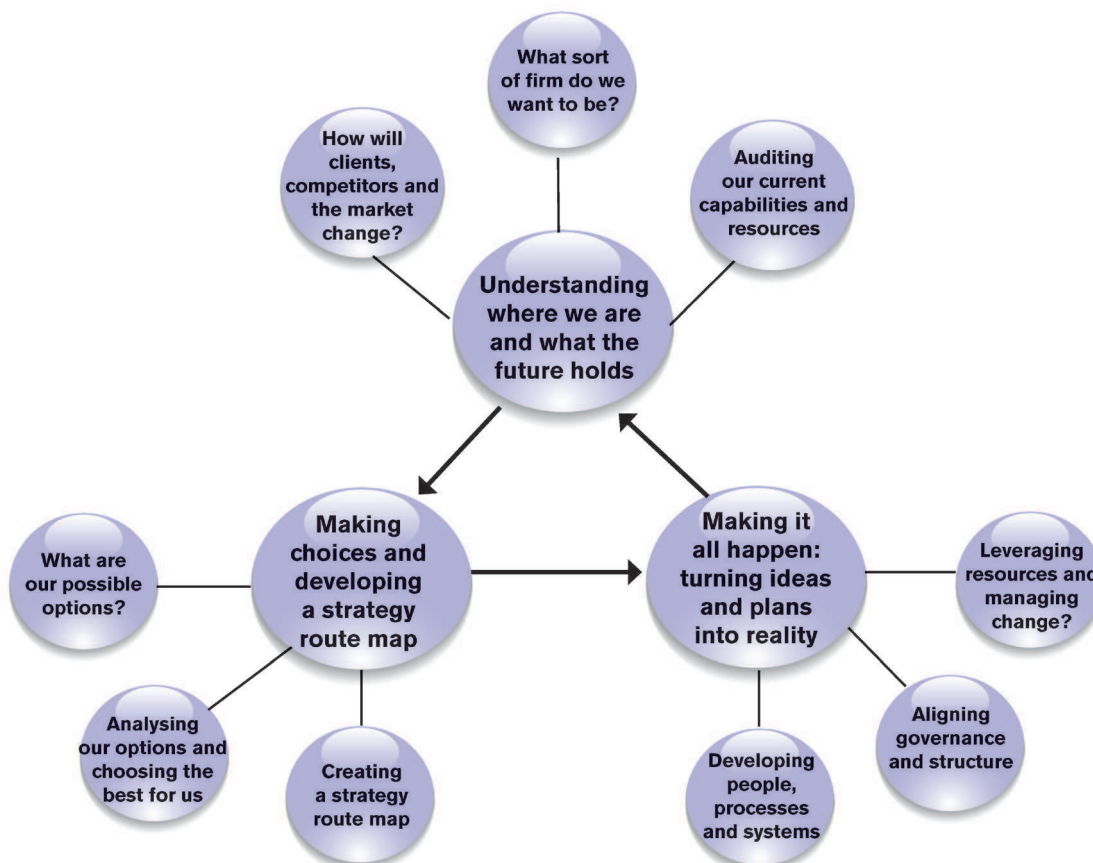 What sort
of firm do we
want to be?
How will
clients,
competitors and
the market
change?
Auditing
our current
capabilities and
resources
Understanding
where we are
and what the
future holds
Making
choices and
developing
a strategy
route map
Making it
all happen:
turning ideas
and plans
into reality
What are
our possible
options?
Leveraging
resources and
managing
change?
Analysing
our options and
choosing the
best for us
Creating
a strategy
route map
Developing
people,
processes
and systems
Aligning
governance
and structure